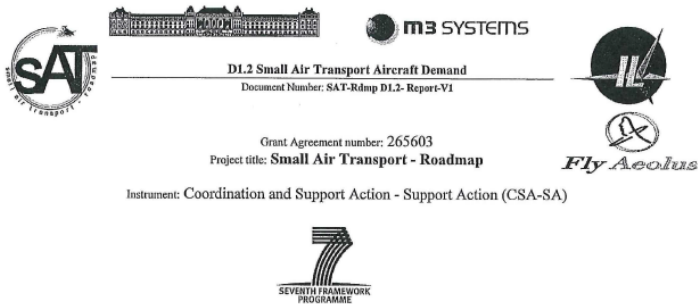 SAT
small air transport - roadmap
M3 SYSTEMS
D1.2 Small Air Transport Aircraft Demand
Document Number: SAT-Rdmp D1.2- Report-V1
IL
Grant Agreement number: 265603
Project title: Small Air Transport - Roadmap
Fly Aeolus
Instrument: Coordination and Support Action - Support Action (CSA-SA)
7
SEVENTH FRAMEWORK
PROGRAMME